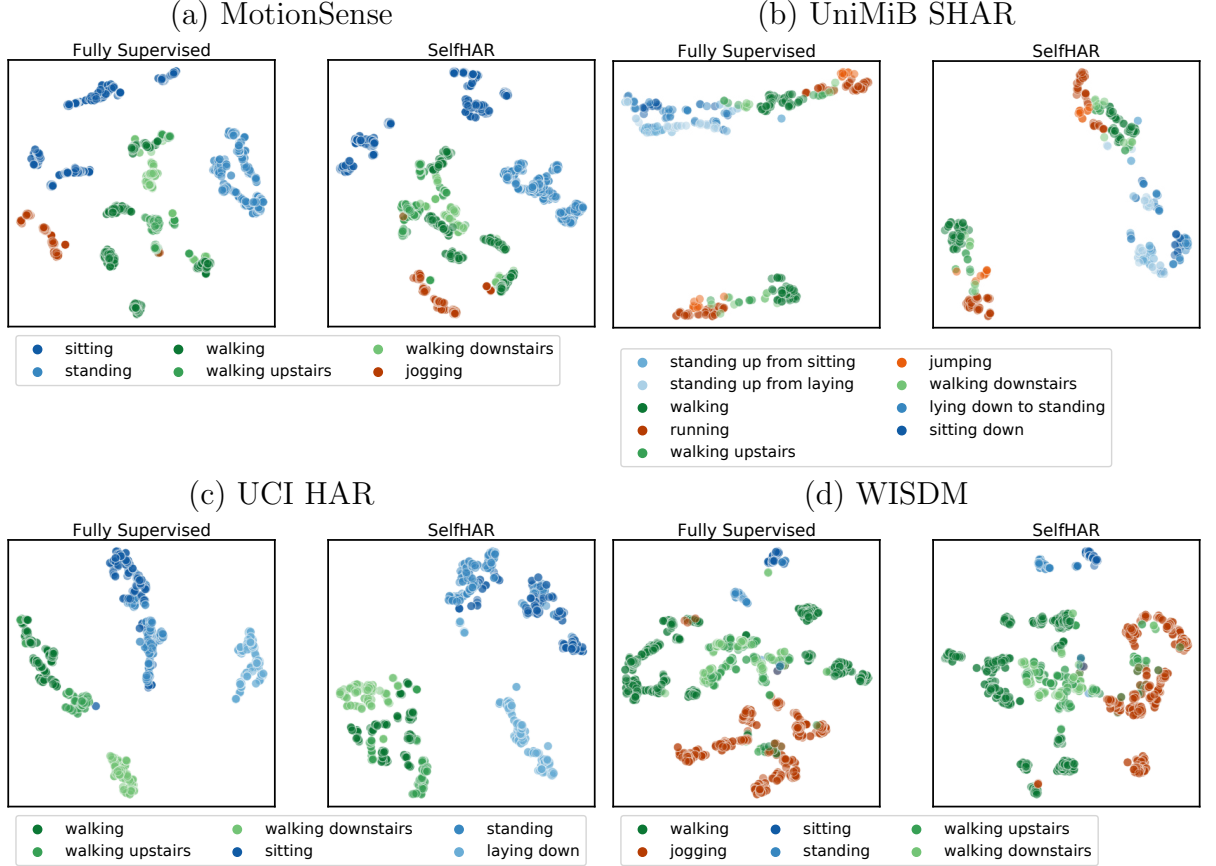 (a) MotionSense
Fully Supervised
SelfHAR
sitting
walking
walking downstairs
standing
walking upstairs
jogging
(b) UniMiB SHAR
Fully Supervised
SelfHAR
standing up from sitting
jumping
standing up from laying
walking downstairs
walking
lying down to standing
running
sitting down
walking upstairs
(c) UCI HAR
Fully Supervised
SelfHAR
walking
walking downstairs
standing
walking upstairs
sitting
laying down
(d) WISDM
Fully Supervised
SelfHAR
walking
sitting
walking upstairs
jogging
standing
walking downstairs